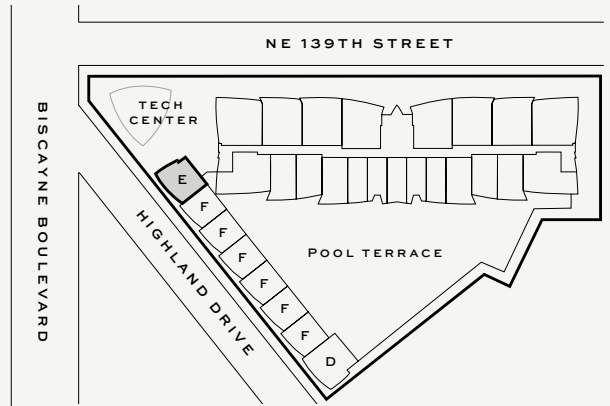 NE 139TH STREET
BISCAYNE BOULEVARD
TECH
CENTER
E
F
F
F
F
F
F
D
HIGHLAND DRIVE
POOL TERRACE